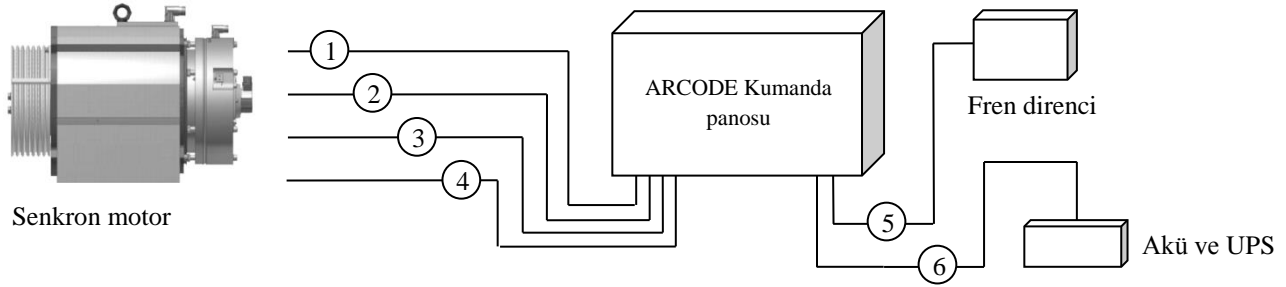 1
2
3
4
5
6
ARCODE Kumanda
panosu
Fren direnci
Senkron motor
Akü ve UPS